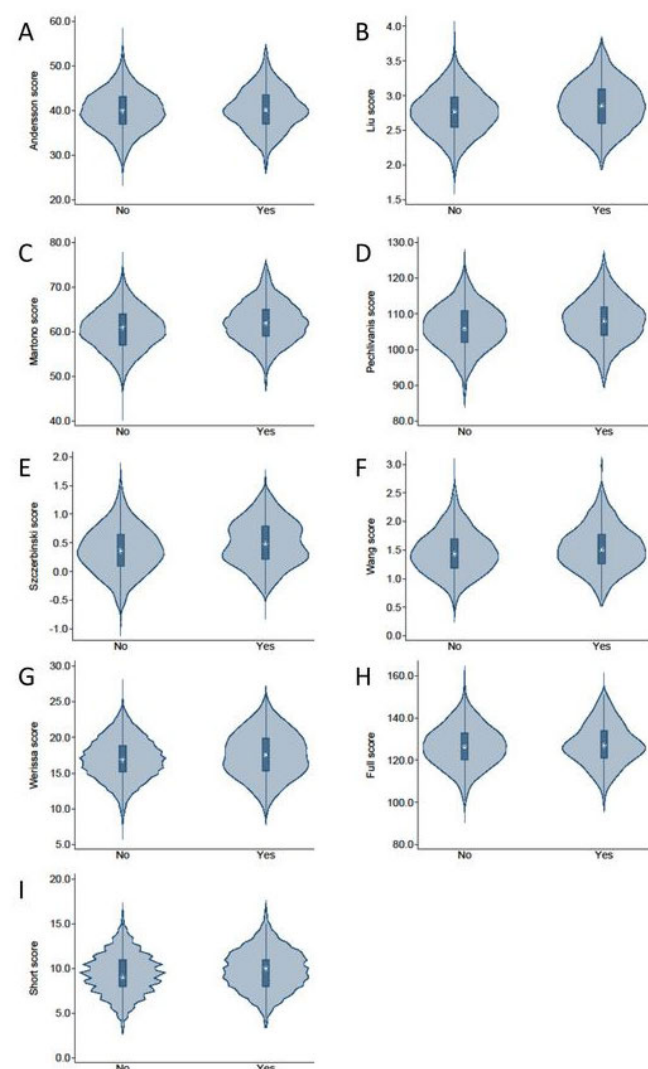 A
60.0
50.0
40.0
30.0
20.0
Andersson score
No
Yes
B
4.0
3.5
3.0
2.5
2.0
1.5
Liu score
No
Yes
C
80.0
70.0
60.0
50.0
40.0
Martono score
No
Yes
D
130.0
120.0
110.0
100.0
90.0
80.0
Pechlivanis score
No
Yes
E
2.0
1.5
1.0
0.5
0.0
-0.5
-1.0
Szczerbinski score
No
Yes
F
3.0
2.5
2.0
1.5
1.0
0.5
0.0
Wang score
No
Yes
G
30.0
25.0
20.0
15.0
10.0
5.0
Werissa score
No
Yes
H
160.0
140.0
120.0
100.0
80.0
Full score
No
Yes
I
20.0
15.0
10.0
5.0
0.0
Short score
No
Yes